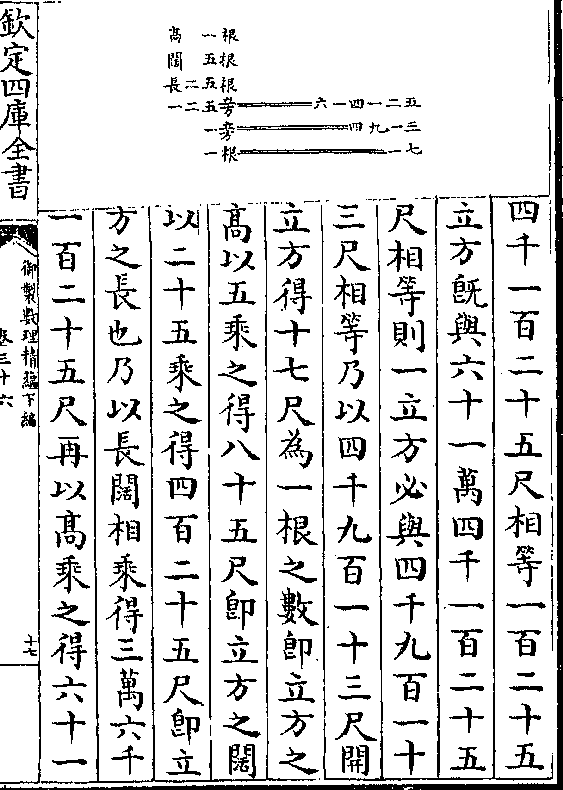 高 一根
闊 五根
長 二五根
一二五立方 六一四一二五
一立方 四九一三
一根 一七
四千一百二十五尺相等一百二十五
立方旣與六十一萬四千一百二十五
尺相等則一立方必與四千九百一十
三尺相等乃以四千九百一十三尺開
立方得十七尺為一根之數卽立方之
高以五乘之得八十五尺卽立方之闊
以二十五乘之得四百二十五尺卽立
方之長也乃以長闊相乘得三萬六千
一百二十五尺再以高乘之得六十一
欽定四庫全書
御製數理精蘊下編
卷三十六
十七